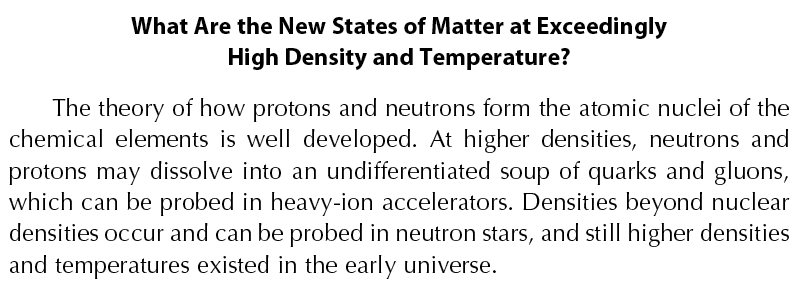 What Are the New States of Matter at Exceedingly
High Density and Temperature?
The theory of how protons and neutrons form the atomic nuclei of the
chemical elements is well developed. At higher densities, neutrons and
protons may dissolve into an undifferentiated soup of quarks and gluons,
which can be probed in heavy-ion accelerators. Densities beyond nuclear
densities occur and can be probed in neutron stars, and still higher densities
and temperatures existed in the early universe.